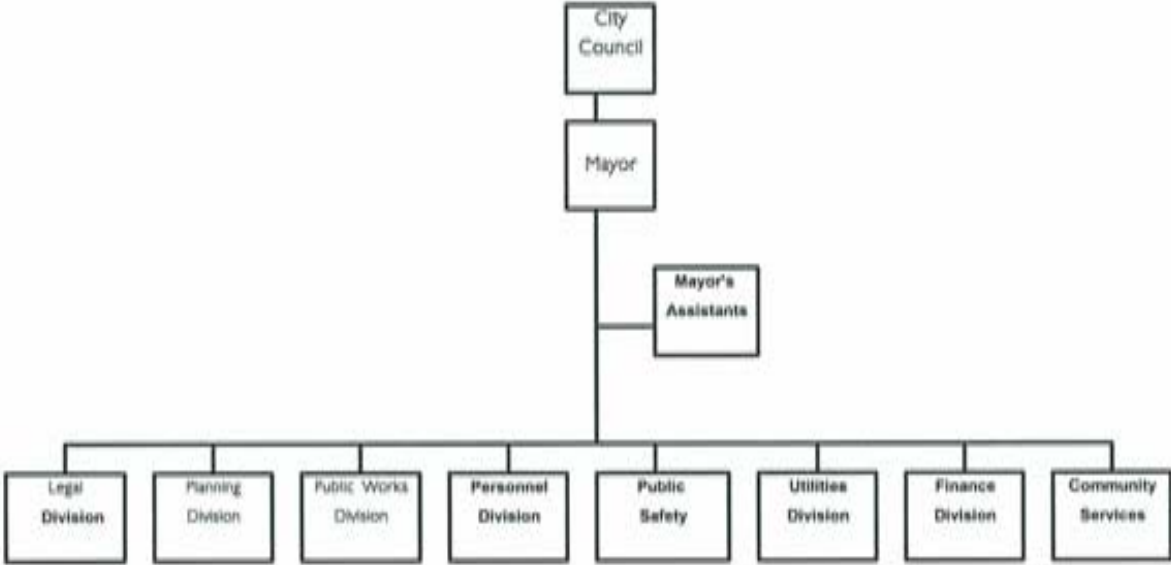 City
Council
Mayor
Mayor's
Assistants
Legal
Division
Planning
Division
Public Works
Division
Personnel
Division
Public
Safety
Utilities
Division
Finance
Division
Community
Services